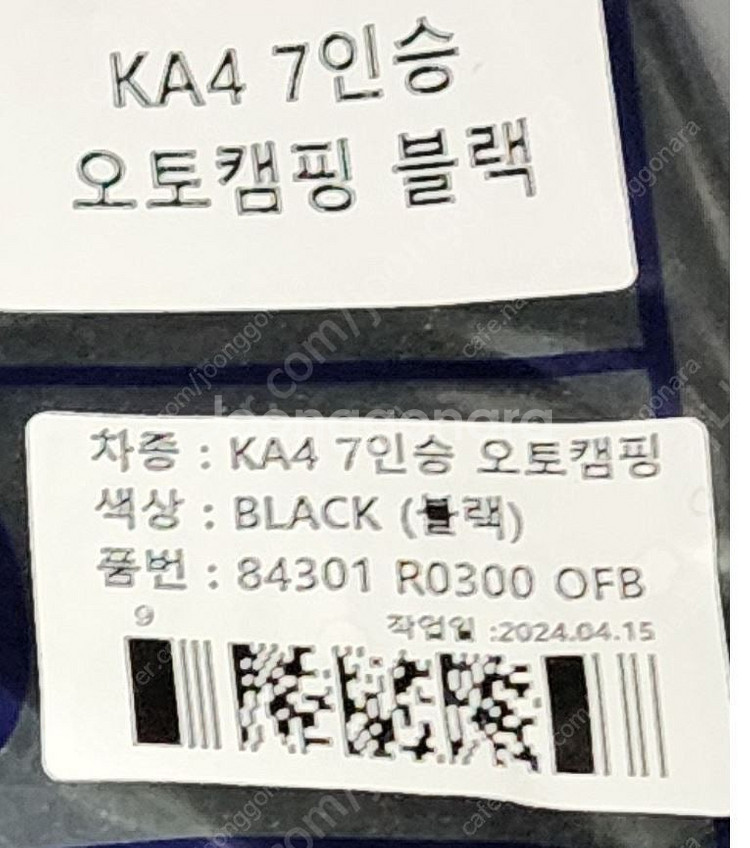 KA4 7인승
오토캠핑 블랙
joonggonara
차종 : KA4 7인승 오토캠핑
색상 : BLACK (블랙)
품번 : 84301 R0300 OFB
9
작업일 :2024.04.15